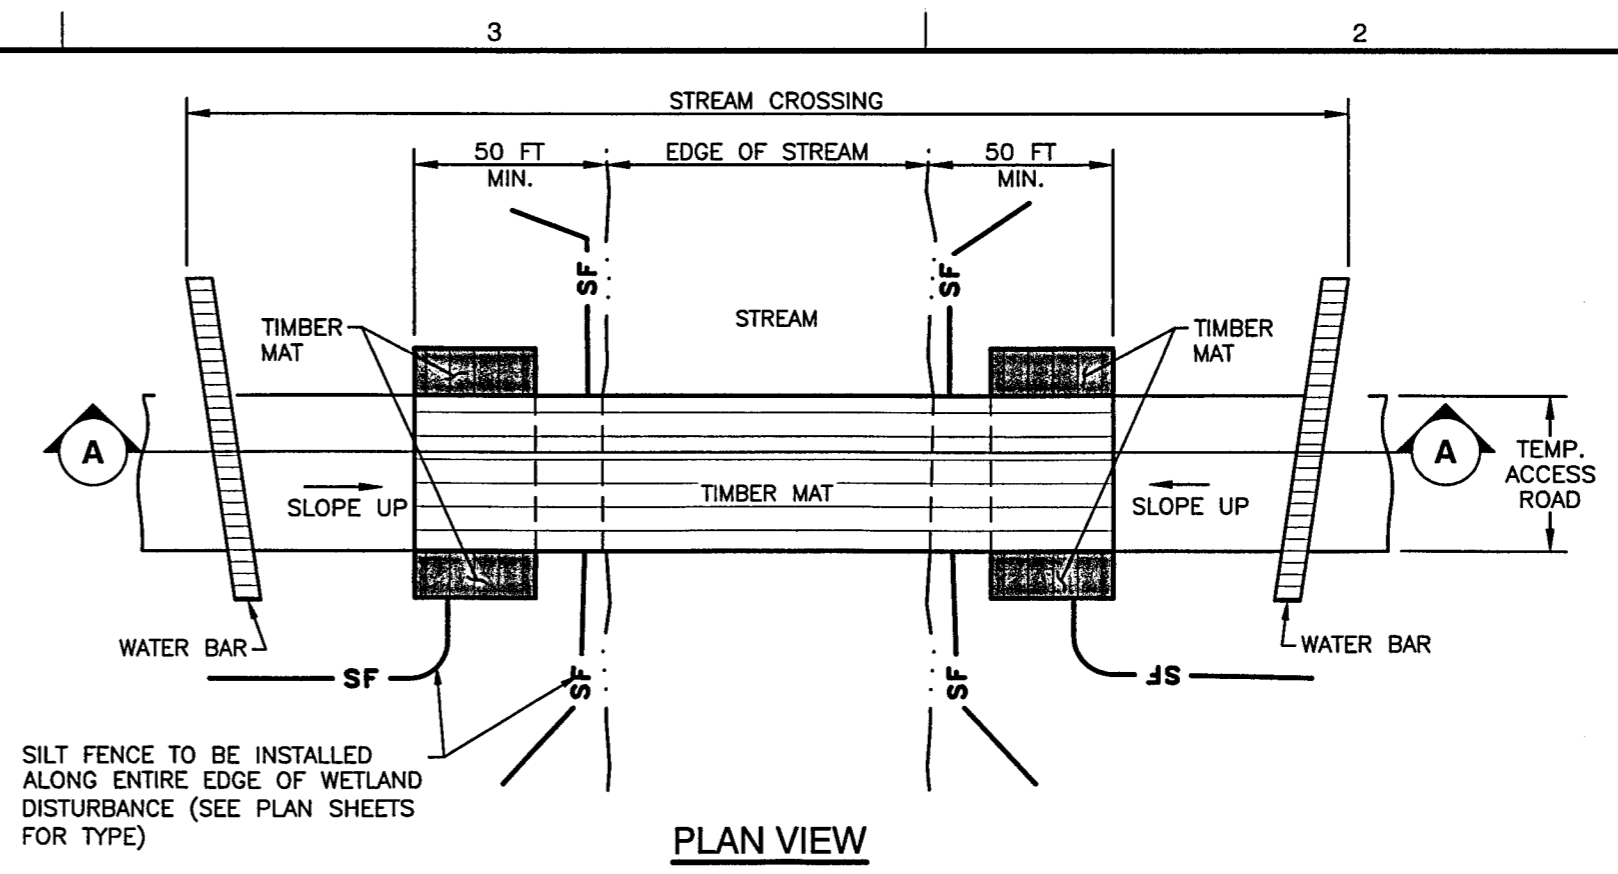 3
2
STREAM CROSSING
50 FT
MIN.
EDGE OF STREAM
50 FT
MIN.
SF
SF
STREAM
TIMBER
MAT
TIMBER
MAT
A
A
TEMP.
ACCESS
ROAD
SLOPE UP
TIMBER MAT
SLOPE UP
WATER BAR
WATER BAR
SF
SF
SF
SF
SILT FENCE TO BE INSTALLED
ALONG ENTIRE EDGE OF WETLAND
DISTURBANCE (SEE PLAN SHEETS
FOR TYPE)
PLAN VIEW